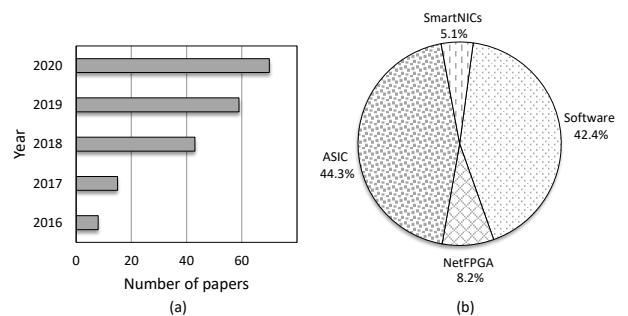 2020
2019
2018
2017
2016
Year
0
20
40
60
Number of papers
(a)
SmartNICs
5.1%
Software
42.4%
ASIC
44.3%
NetFPGA
8.2%
(b)